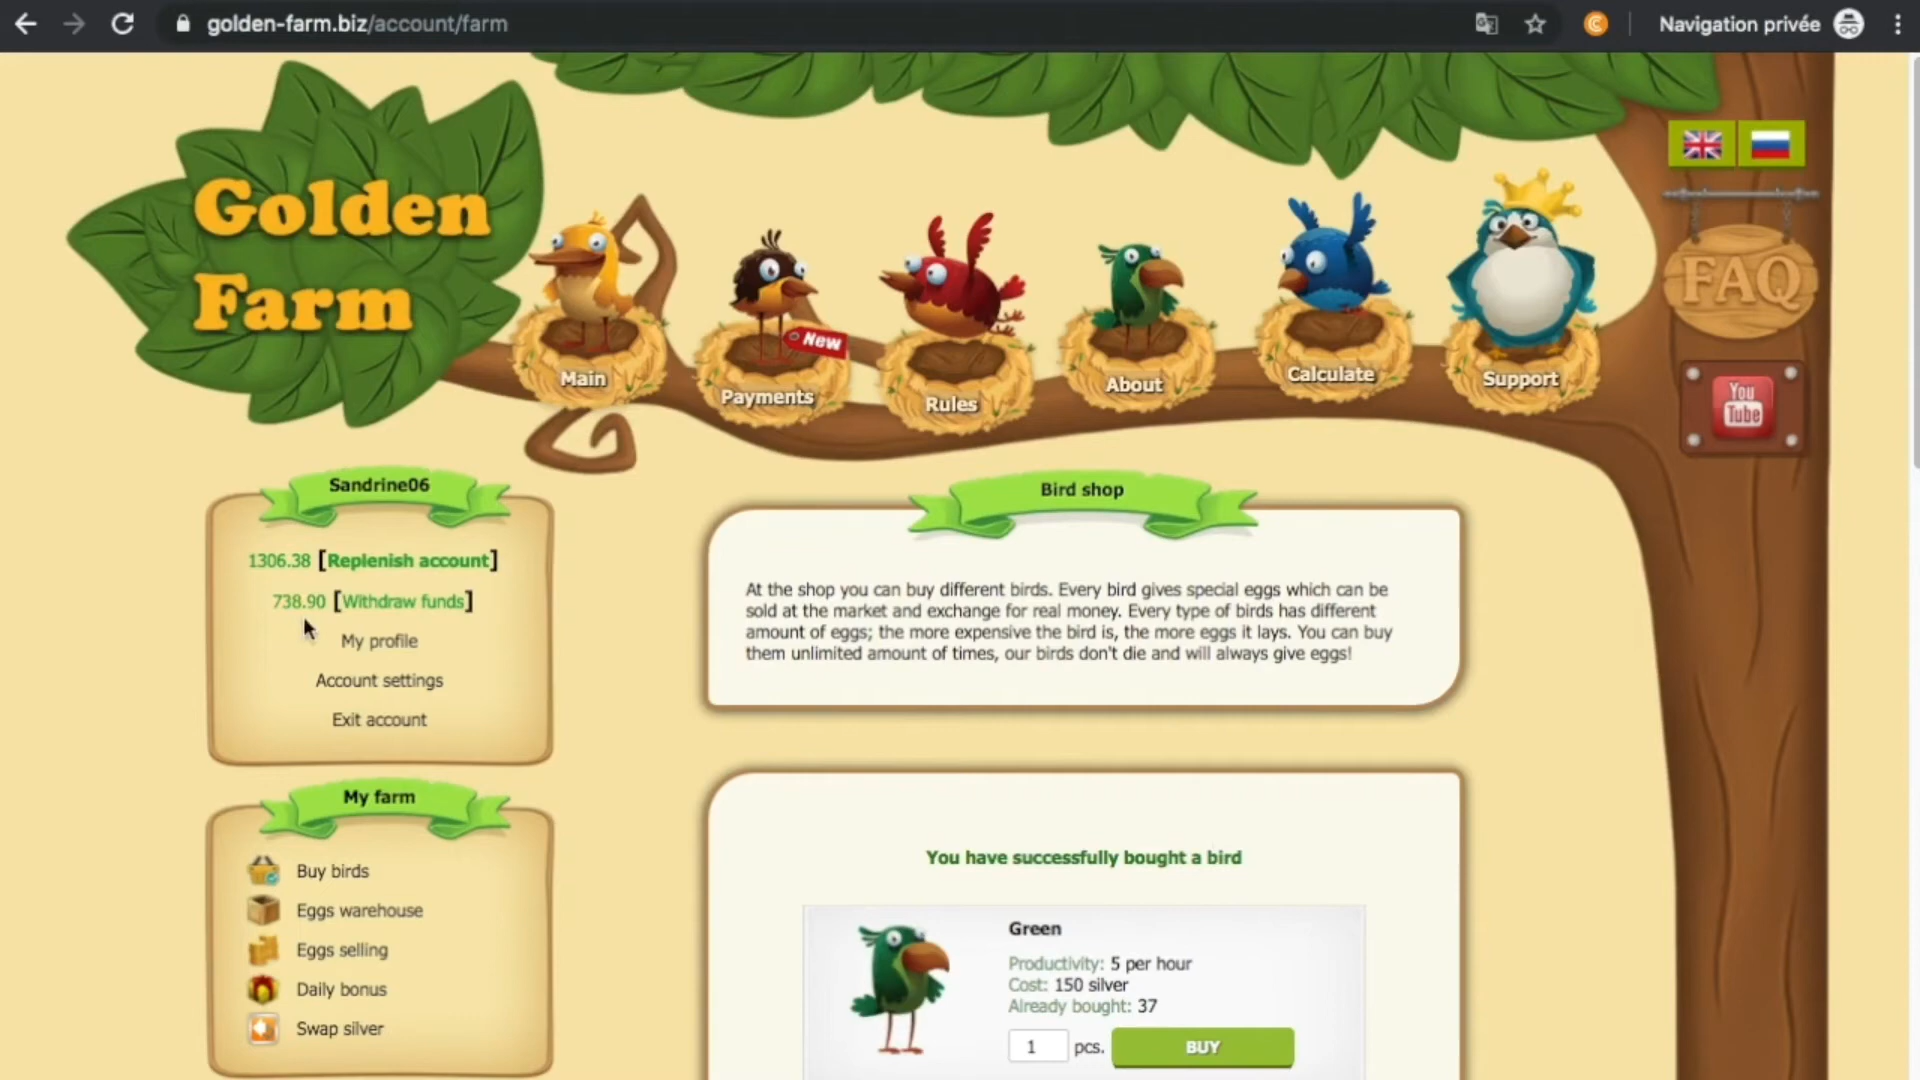 golden-farm.biz/account/farm
Navigation privée
Golden
Farm
FAQ
You
Tube
Main
Payments
New
Rules
About
Calculate
Support
Sandrine06
1306.38 [Replenish account]
738.90 [Withdraw funds]
My profile
Account settings
Exit account
My farm
Buy birds
Eggs warehouse
Eggs selling
Daily bonus
Swap silver
Bird shop
At the shop you can buy different birds. Every bird gives special eggs which can be
sold at the market and exchange for real money. Every type of birds has different
amount of eggs; the more expensive the bird is, the more eggs it lays. You can buy
them unlimited amount of times, our birds don't die and will always give eggs!
You have successfully bought a bird
Green
Productivity: 5 per hour
Cost: 150 silver
Already bought: 37
1 pcs. BUY